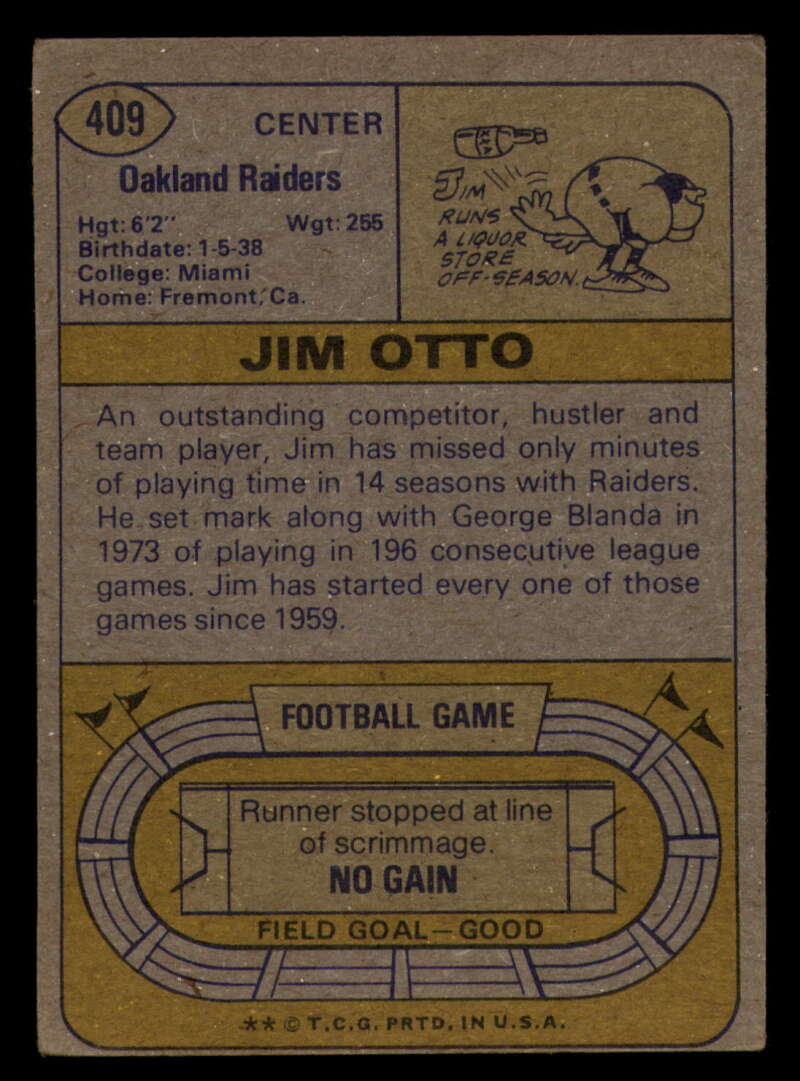 409
CENTER
Oakland Raiders
Hgt: 6'2" Wgt: 255
Birthdate: 1-5-38
College: Miami
Home: Fremont, Ca.
XXX
JIM
RUNS
A LIQUOR
STORE
OFF-SEASON.
JIM OTTO
An outstanding competitor, hustler and
team player, Jim has missed only minutes
of playing time in 14 seasons with Raiders.
He set mark along with George Blanda in
1973 of playing in 196 consecutive league
games. Jim has started every one of those
games since 1959.
FOOTBALL GAME
Runner stopped at line
of scrimmage.
NO GAIN
FIELD GOAL—GOOD
** © T.C.G. PRTD. IN U.S.A.